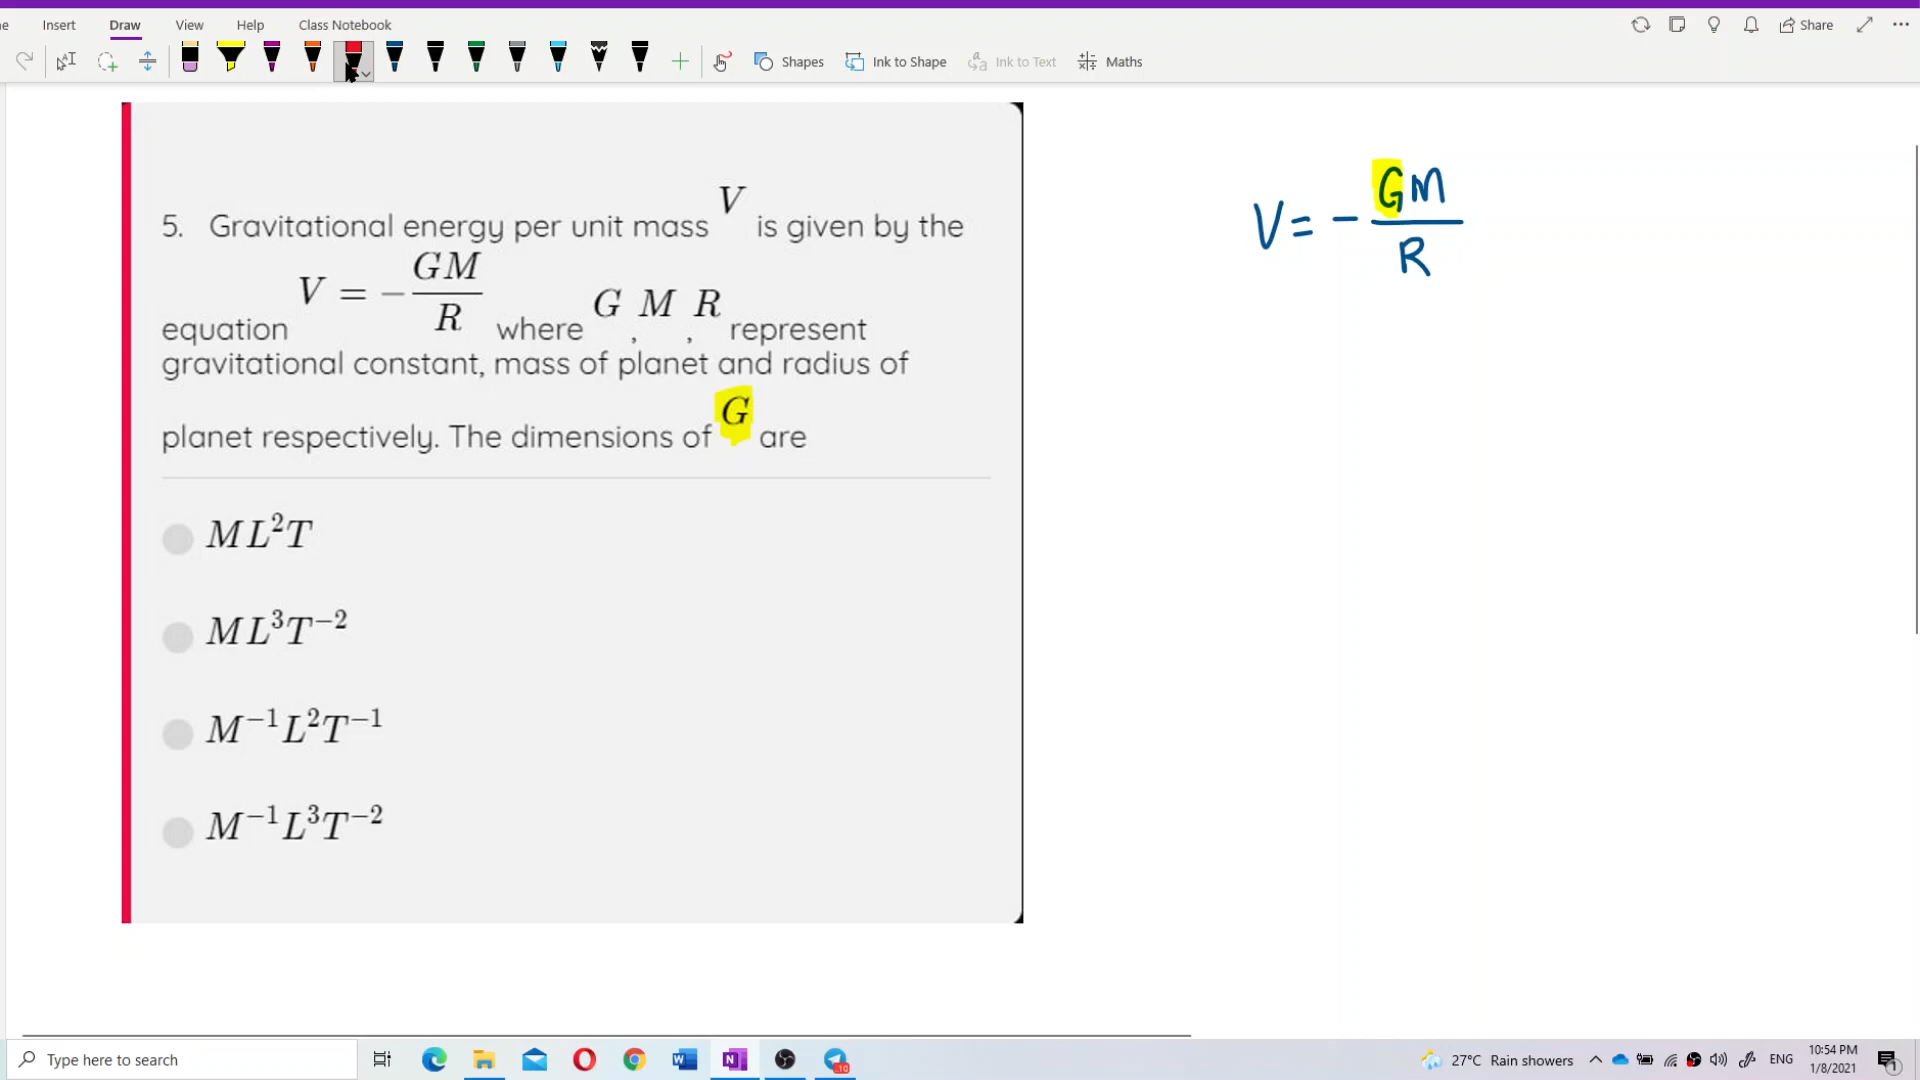 Insert Draw View Help Class Notebook Share
Shapes Ink to Shape Ink to Text Maths
5. Gravitational energy per unit mass V is given by the
equation V = −GM/R where G, M, R represent
gravitational constant, mass of planet and radius of
planet respectively. The dimensions of G are
ML²T
ML³T⁻²
M⁻¹L²T⁻¹
M⁻¹L³T⁻²
V = − GM/R
Type here to search
10
27°C Rain showers
ENG
10:54 PM
1/8/2021
1